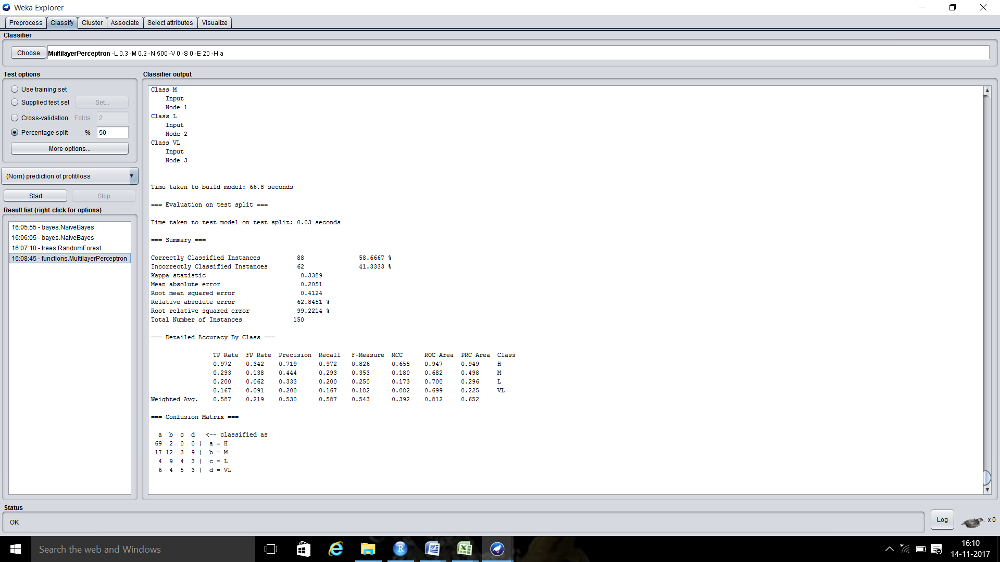 Weka Explorer
Preprocess Classify Cluster Associate Select attributes Visualize
Classifier
Choose MultilayerPerceptron -L 0.3 -M 0.2 -N 500 -V 0 -S 0 -E 20 -H a
Test options
Use training set
Supplied test set Set...
Cross-validation Folds 2
Percentage split % 50
More options...
(Nom) prediction of profit/loss
Start Stop
Result list (right-click for options)
16:05:55 - bayes.NaiveBayes
16:06:05 - bayes.NaiveBayes
16:07:10 - trees.RandomForest
16:08:45 - functions.MultilayerPerceptron
Classifier output
Class M
Input
Node 1
Class L
Input
Node 2
Class VL
Input
Node 3
Time taken to build model: 66.8 seconds
=== Evaluation on test split ===
Time taken to test model on test split: 0.03 seconds
=== Summary ===
Correctly Classified Instances 88 58.6667 %
Incorrectly Classified Instances 62 41.3333 %
Kappa statistic 0.3389
Mean absolute error 0.2051
Root mean squared error 0.4124
Relative absolute error 62.8451 %
Root relative squared error 99.2214 %
Total Number of Instances 150
=== Detailed Accuracy By Class ===
TP Rate FP Rate Precision Recall F-Measure MCC ROC Area PRC Area Class
0.972 0.342 0.719 0.972 0.826 0.655 0.947 0.949 H
0.293 0.138 0.444 0.293 0.353 0.180 0.682 0.498 M
0.200 0.062 0.333 0.200 0.250 0.173 0.700 0.296 L
0.167 0.091 0.200 0.167 0.182 0.082 0.699 0.225 VL
Weighted Avg. 0.587 0.219 0.530 0.587 0.543 0.392 0.812 0.652
=== Confusion Matrix ===
a b c d <-- classified as
69 2 0 0 | a = H
17 12 3 9 | b = M
4 9 4 3 | c = L
6 4 5 3 | d = VL
Status
OK
Log x 0
Search the web and Windows
16:10
14-11-2017